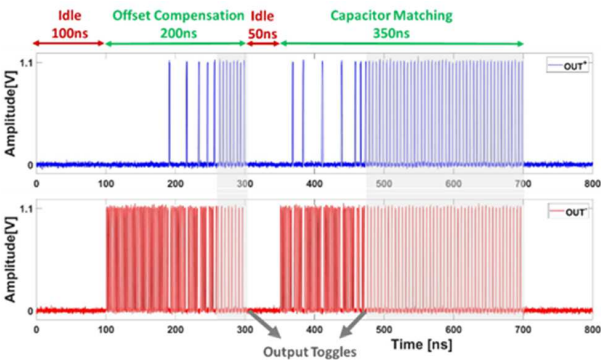 Idle Offset Compensation Idle Capacitor Matching
100ns 200ns 50ns 350ns
1.1
OUT+
Amplitude[V]
0
0 100 200 300 400 500 600 700 800
1.1
OUT-
Amplitude[V]
0
0 100 200 300 400 500 600 700 800
Time [ns]
Output Toggles